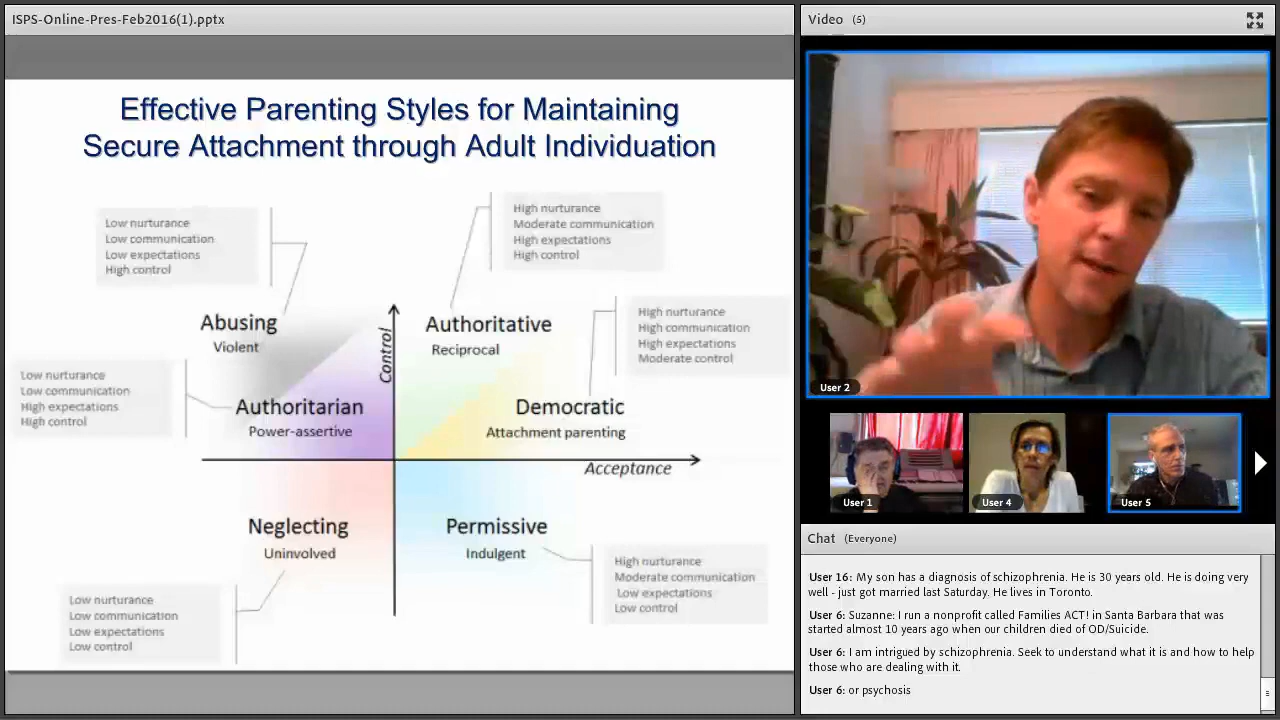 ISPS-Online-Pres-Feb2016(1).pptx
Effective Parenting Styles for Maintaining
Secure Attachment through Adult Individuation
Low nurturance
Low communication
Low expectations
High control
High nurturance
Moderate communication
High expectations
High control
Abusing
Violent
Control
Authoritative
Reciprocal
High nurturance
High communication
High expectations
Moderate control
Low nurturance
Low communication
High expectations
High control
Authoritarian
Power-assertive
Democratic
Attachment parenting
Acceptance
Neglecting
Uninvolved
Permissive
Indulgent
High nurturance
Moderate communication
Low expectations
Low control
Low nurturance
Low communication
Low expectations
Low control
Video (5)
User 2
User 1
User 4
User 5
Chat (Everyone)
User 16: My son has a diagnosis of schizophrenia. He is 30 years old. He is doing very
well - just got married last Saturday. He lives in Toronto.
User 6: Suzanne: I run a nonprofit called Families ACT! in Santa Barbara that was
started almost 10 years ago when our children died of OD/Suicide.
User 6: I am intrigued by schizophrenia. Seek to understand what it is and how to help
those who are dealing with it.
User 6: or psychosis